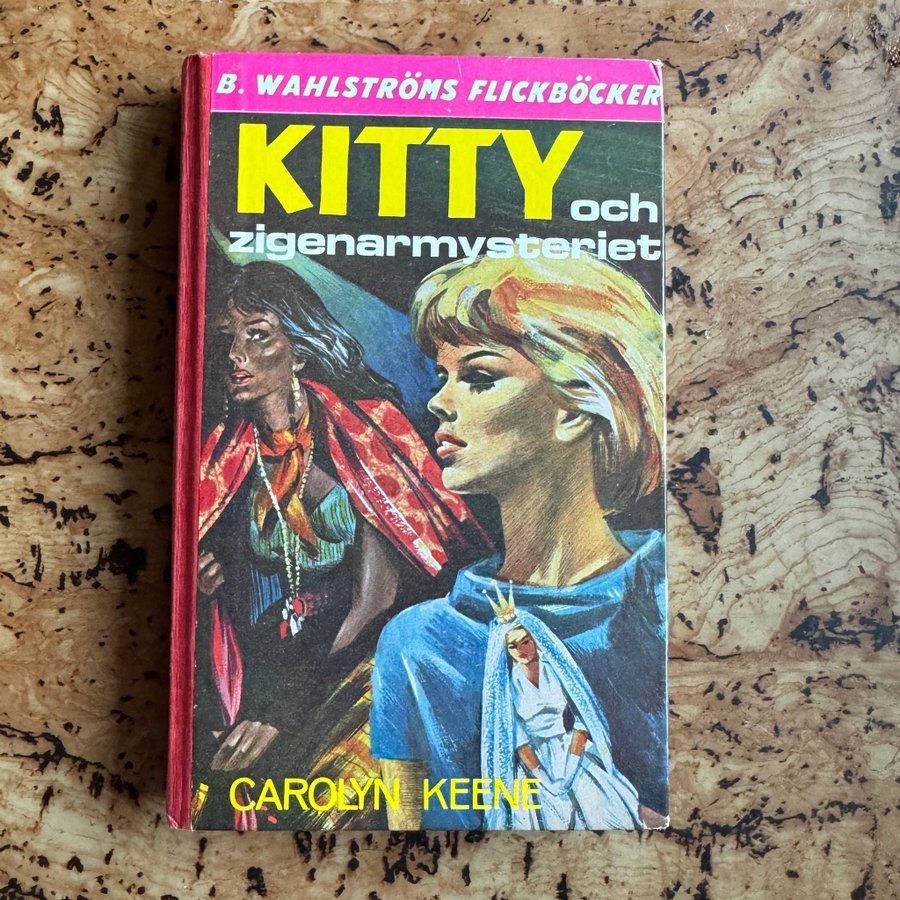 B. WAHLSTRÖMS FLICKBÖCKER
KITTY och
zigenarmysteriet
CAROLYN KEENE